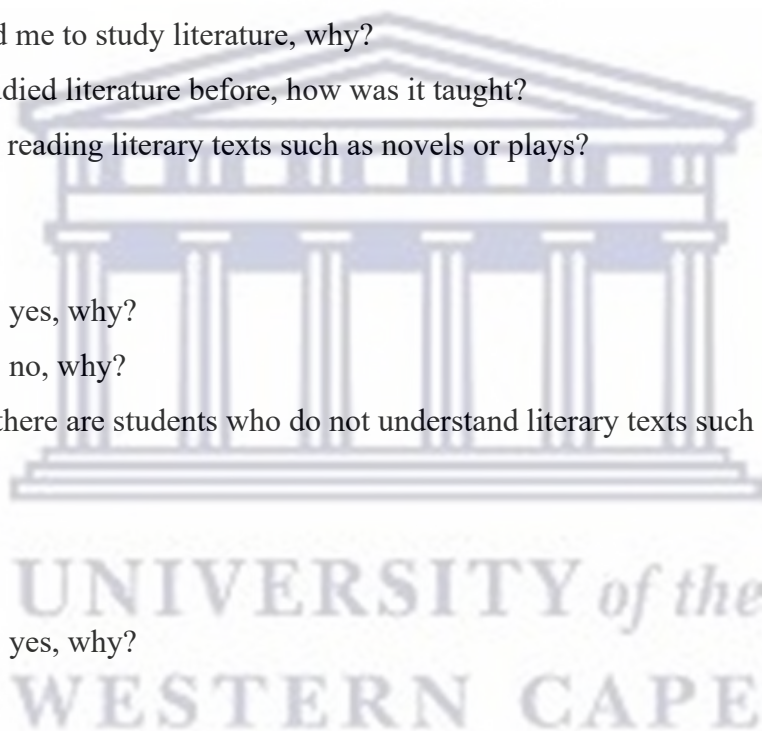 d me to study literature, why?
died literature before, how was it taught?
reading literary texts such as novels or plays?
yes, why?
no, why?
there are students who do not understand literary texts such
UNIVERSITY of the
yes, why?
WESTERN CAPE